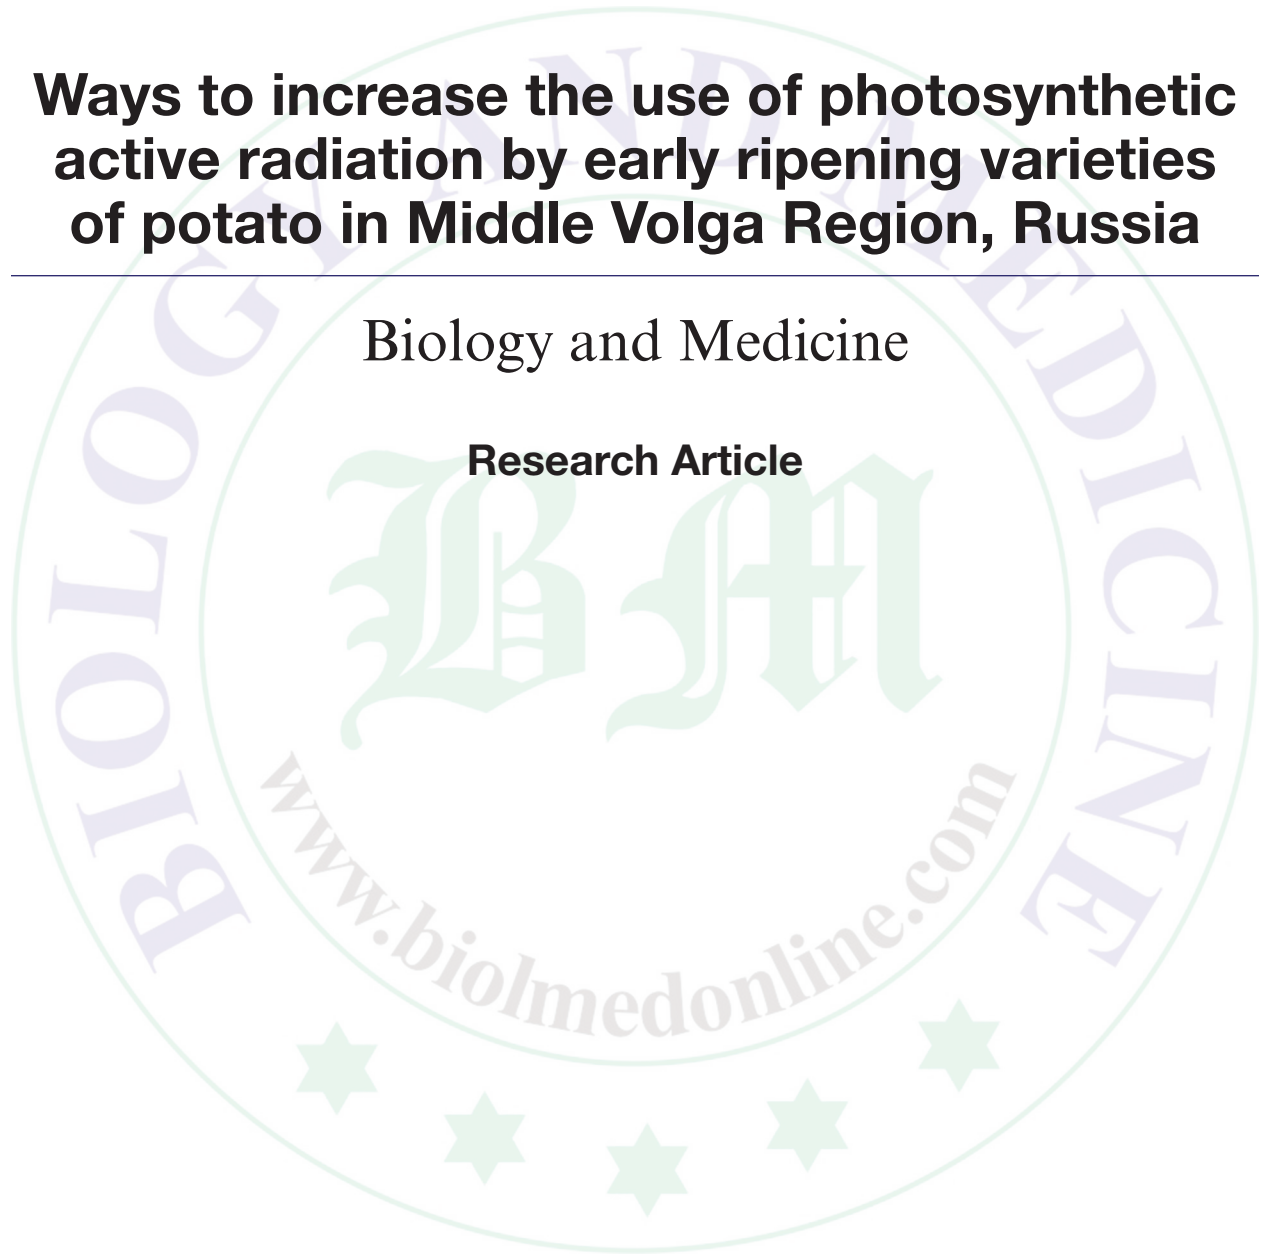 Ways to increase the use of photosynthetic
active radiation by early ripening varieties
of potato in Middle Volga Region, Russia
Biology and Medicine
Research Article
BIOLOGY AND MEDICINE
BM
www.biolmedonline.com